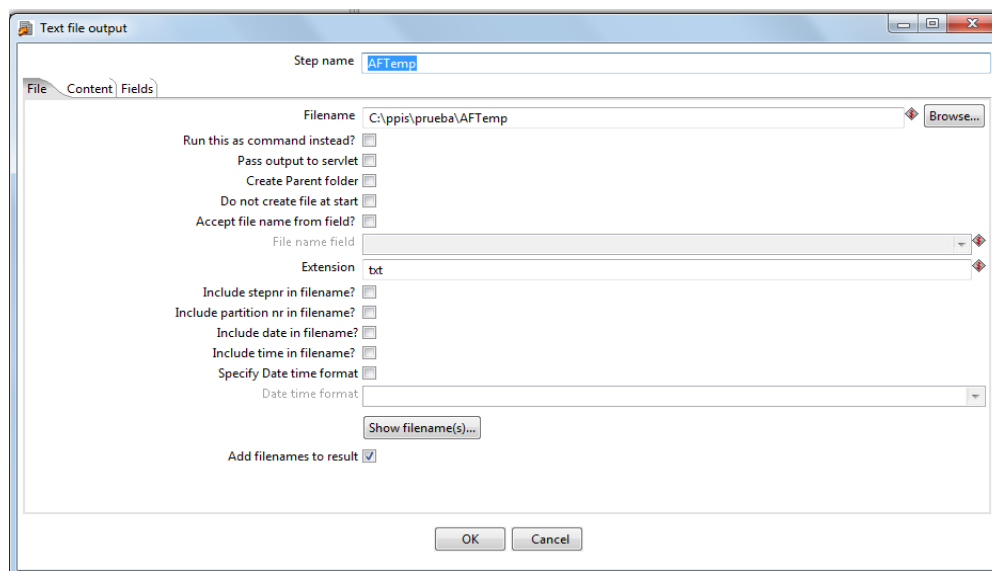 Text file output
Step name AFTemp
File Content Fields
Filename C:\ppis\prueba\AFTemp Browse...
Run this as command instead?
Pass output to servlet
Create Parent folder
Do not create file at start
Accept file name from field?
File name field
Extension txt
Include stepnr in filename?
Include partition nr in filename?
Include date in filename?
Include time in filename?
Specify Date time format
Date time format
Show filename(s)...
Add filenames to result
OK Cancel